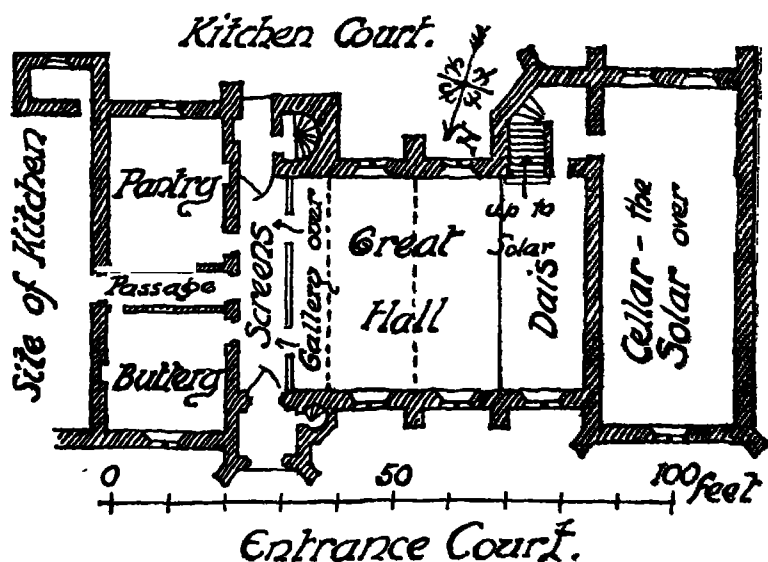 Kitchen Court.
Site of Kitchen
Pantry
Passage
Buttery
Screens
Gallery over
Great
Hall
up to
Solar
Dais
Cellar - the
Solar over
N
0 50 100 feet
Entrance Court.